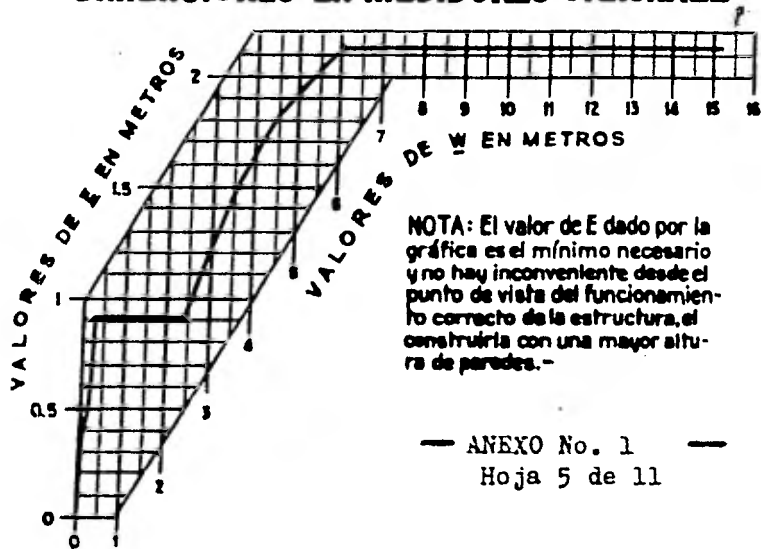 VALORES DE E EN METROS
2
1.5
1
0.5
0
0
1
2
3
4
5
6
7
8 9 10 11 12 13 14 15 16
VALORES DE W EN METROS
NOTA: El valor de E dado por la
gráfica es el mínimo necesario
y no hay inconveniente desde el
punto de vista del funcionamien-
to correcto de la estructura, el
construirla con una mayor altu-
ra de paredes.-
— ANEXO No. 1 —
Hoja 5 de 11